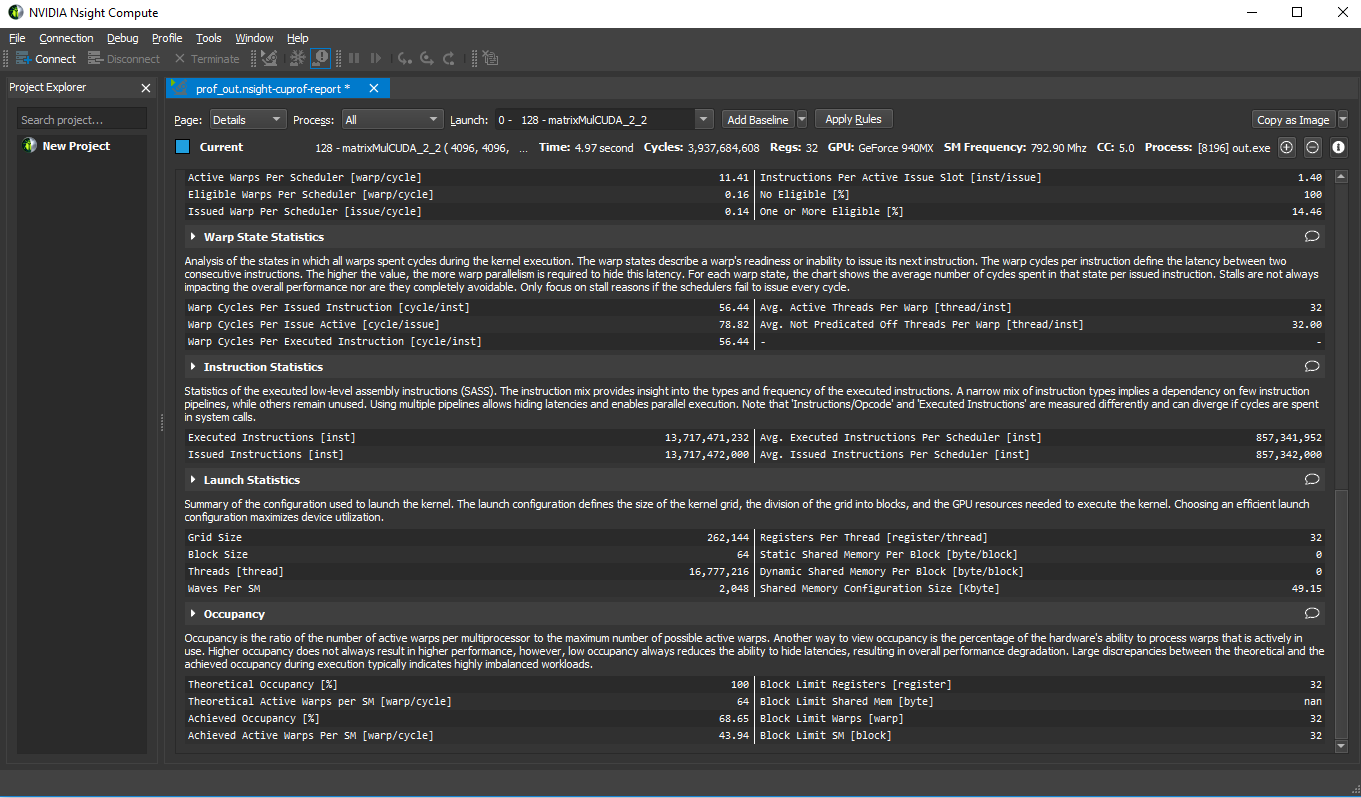 NVIDIA Nsight Compute
File Connection Debug Profile Tools Window Help
Connect Disconnect Terminate
Project Explorer
prof_out.nsight-cuprof-report *
Search project...
New Project
Page: Details Process: All Launch: 0 - 128 - matrixMulCUDA_2_2 Add Baseline Apply Rules Copy as Image
Current 128 - matrixMulCUDA_2_2 ( 4096, 4096, ... Time: 4.97 second Cycles: 3,937,684,608 Regs: 32 GPU: GeForce 940MX SM Frequency: 792.90 Mhz CC: 5.0 Process: [8196] out.exe
Active Warps Per Scheduler [warp/cycle] 11.41 Instructions Per Active Issue Slot [inst/issue] 1.40
Eligible Warps Per Scheduler [warp/cycle] 0.16 No Eligible [%] 100
Issued Warp Per Scheduler [issue/cycle] 0.14 One or More Eligible [%] 14.46
Warp State Statistics
Analysis of the states in which all warps spent cycles during the kernel execution. The warp states describe a warp's readiness or inability to issue its next instruction. The warp cycles per instruction define the latency between two
consecutive instructions. The higher the value, the more warp parallelism is required to hide this latency. For each warp state, the chart shows the average number of cycles spent in that state per issued instruction. Stalls are not always
impacting the overall performance nor are they completely avoidable. Only focus on stall reasons if the schedulers fail to issue every cycle.
Warp Cycles Per Issued Instruction [cycle/inst] 56.44 Avg. Active Threads Per Warp [thread/inst] 32
Warp Cycles Per Issue Active [cycle/issue] 78.82 Avg. Not Predicated Off Threads Per Warp [thread/inst] 32.00
Warp Cycles Per Executed Instruction [cycle/inst] 56.44 - -
Instruction Statistics
Statistics of the executed low-level assembly instructions (SASS). The instruction mix provides insight into the types and frequency of the executed instructions. A narrow mix of instruction types implies a dependency on few instruction
pipelines, while others remain unused. Using multiple pipelines allows hiding latencies and enables parallel execution. Note that 'Instructions/Opcode' and 'Executed Instructions' are measured differently and can diverge if cycles are spent
in system calls.
Executed Instructions [inst] 13,717,471,232 Avg. Executed Instructions Per Scheduler [inst] 857,341,952
Issued Instructions [inst] 13,717,472,000 Avg. Issued Instructions Per Scheduler [inst] 857,342,000
Launch Statistics
Summary of the configuration used to launch the kernel. The launch configuration defines the size of the kernel grid, the division of the grid into blocks, and the GPU resources needed to execute the kernel. Choosing an efficient launch
configuration maximizes device utilization.
Grid Size 262,144 Registers Per Thread [register/thread] 32
Block Size 64 Static Shared Memory Per Block [byte/block] 0
Threads [thread] 16,777,216 Dynamic Shared Memory Per Block [byte/block] 0
Waves Per SM 2,048 Shared Memory Configuration Size [Kbyte] 49.15
Occupancy
Occupancy is the ratio of the number of active warps per multiprocessor to the maximum number of possible active warps. Another way to view occupancy is the percentage of the hardware's ability to process warps that is actively in
use. Higher occupancy does not always result in higher performance, however, low occupancy always reduces the ability to hide latencies, resulting in overall performance degradation. Large discrepancies between the theoretical and the
achieved occupancy during execution typically indicates highly imbalanced workloads.
Theoretical Occupancy [%] 100 Block Limit Registers [register] 32
Theoretical Active Warps per SM [warp/cycle] 64 Block Limit Shared Mem [byte] nan
Achieved Occupancy [%] 68.65 Block Limit Warps [warp] 32
Achieved Active Warps Per SM [warp/cycle] 43.94 Block Limit SM [block] 32